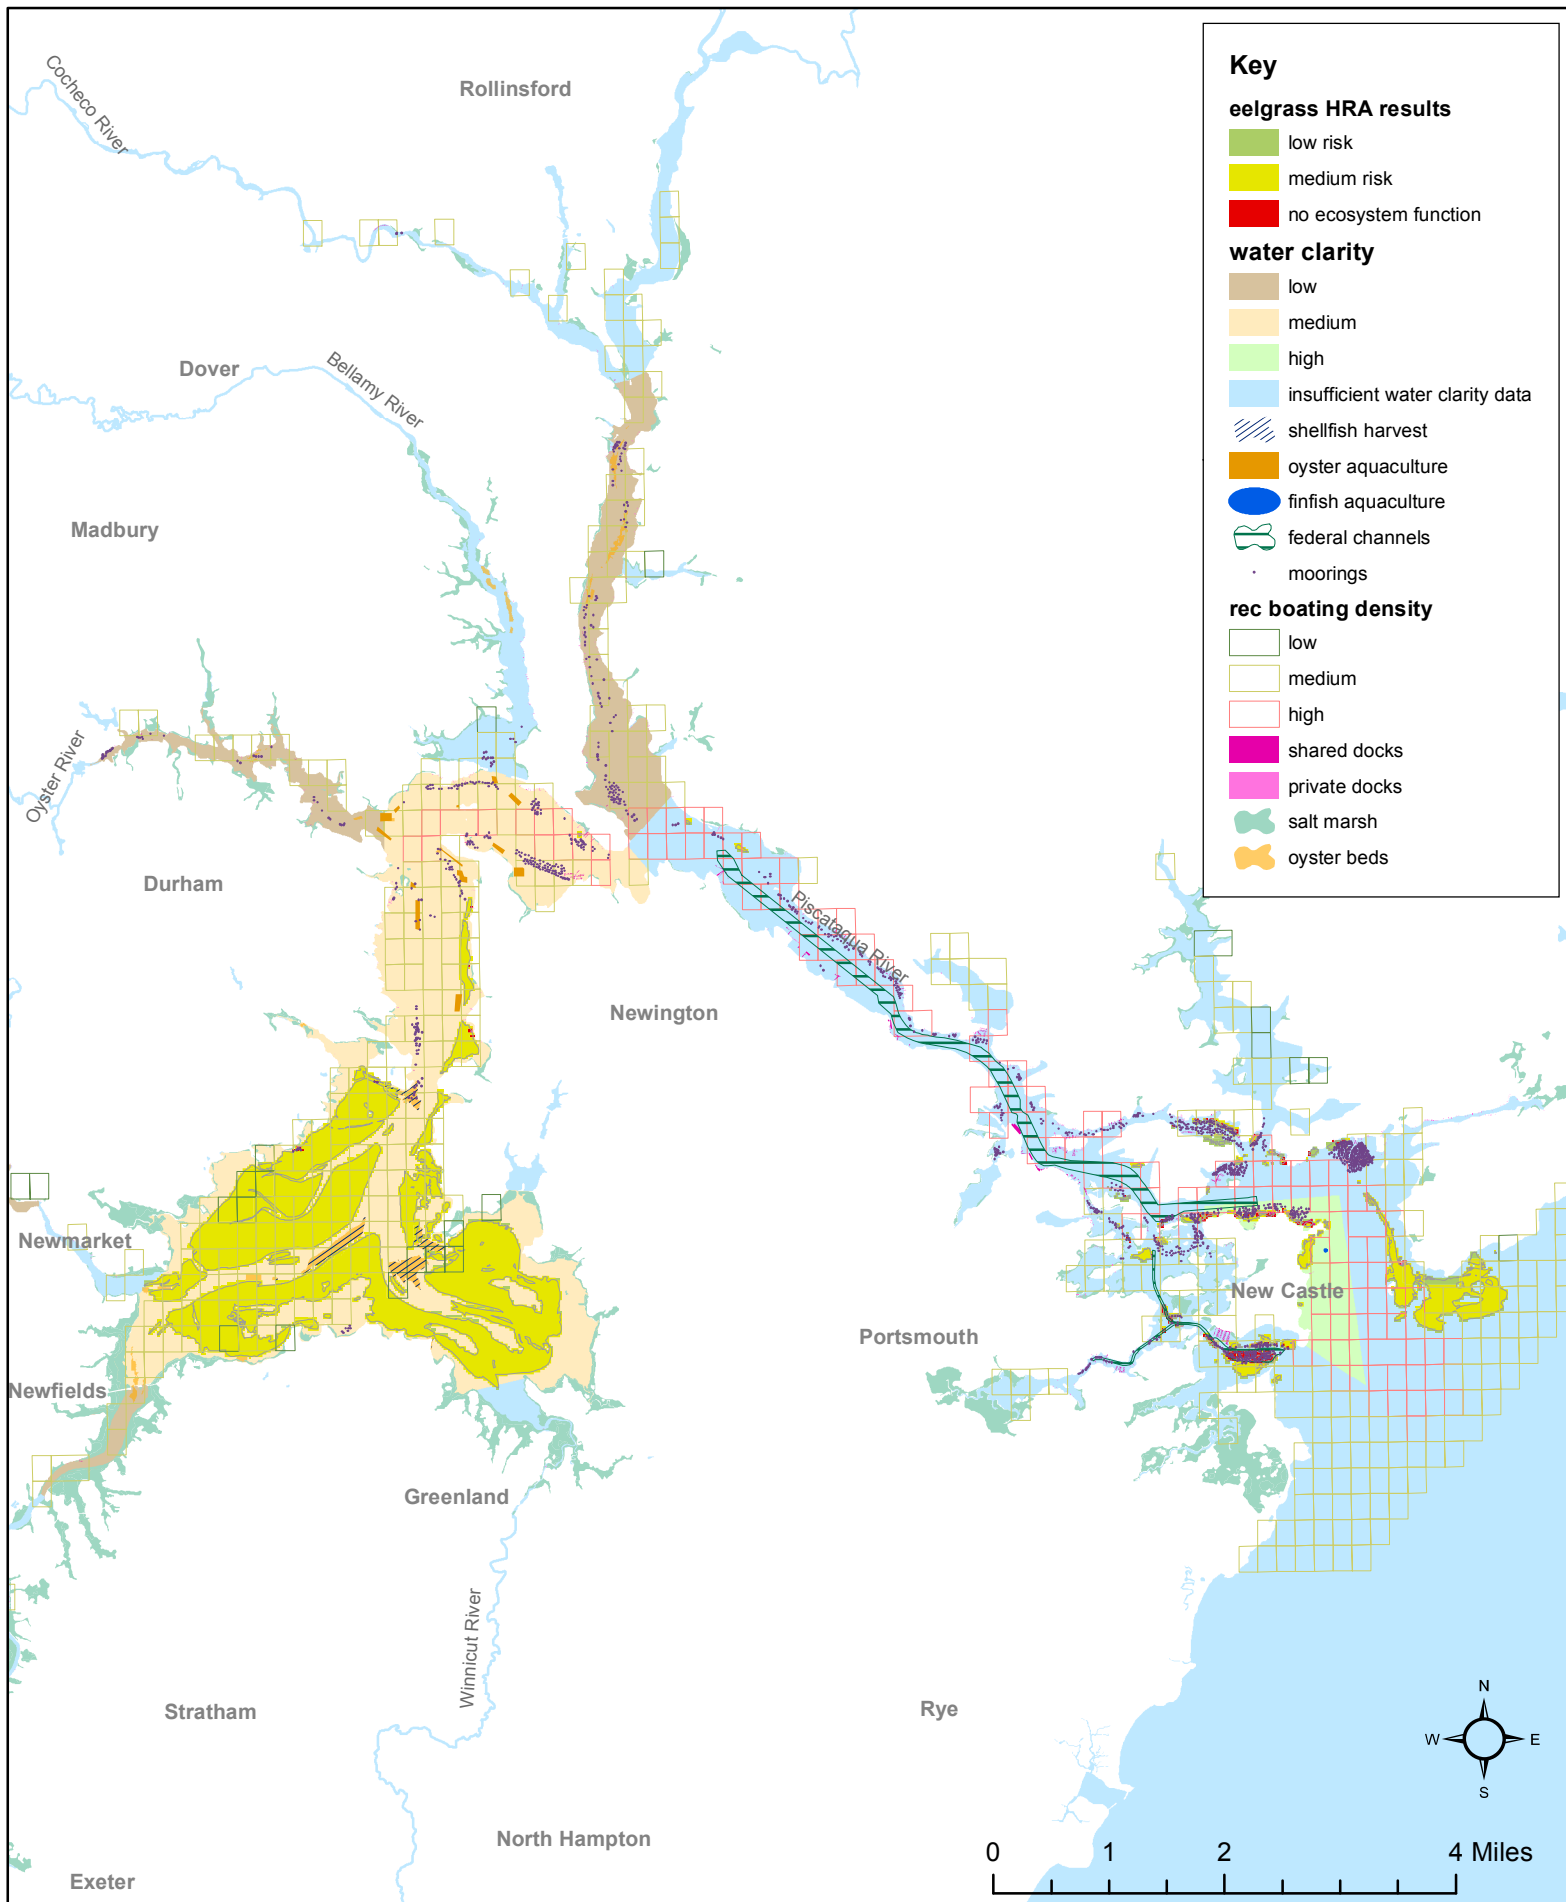 Key
eelgrass HRA results
low risk
medium risk
no ecosystem function
water clarity
low
medium
high
insufficient water clarity data
shellfish harvest
oyster aquaculture
finfish aquaculture
federal channels
moorings
rec boating density
low
medium
high
shared docks
private docks
salt marsh
oyster beds
Cocheco River
Rollinsford
Dover
Bellamy River
Madbury
Oyster River
Durham
Piscataqua River
Newington
Newmarket
New Castle
Portsmouth
Newfields
Greenland
Winnicut River
Stratham
Rye
North Hampton
Exeter
N
W
E
S
0 1 2 4 Miles